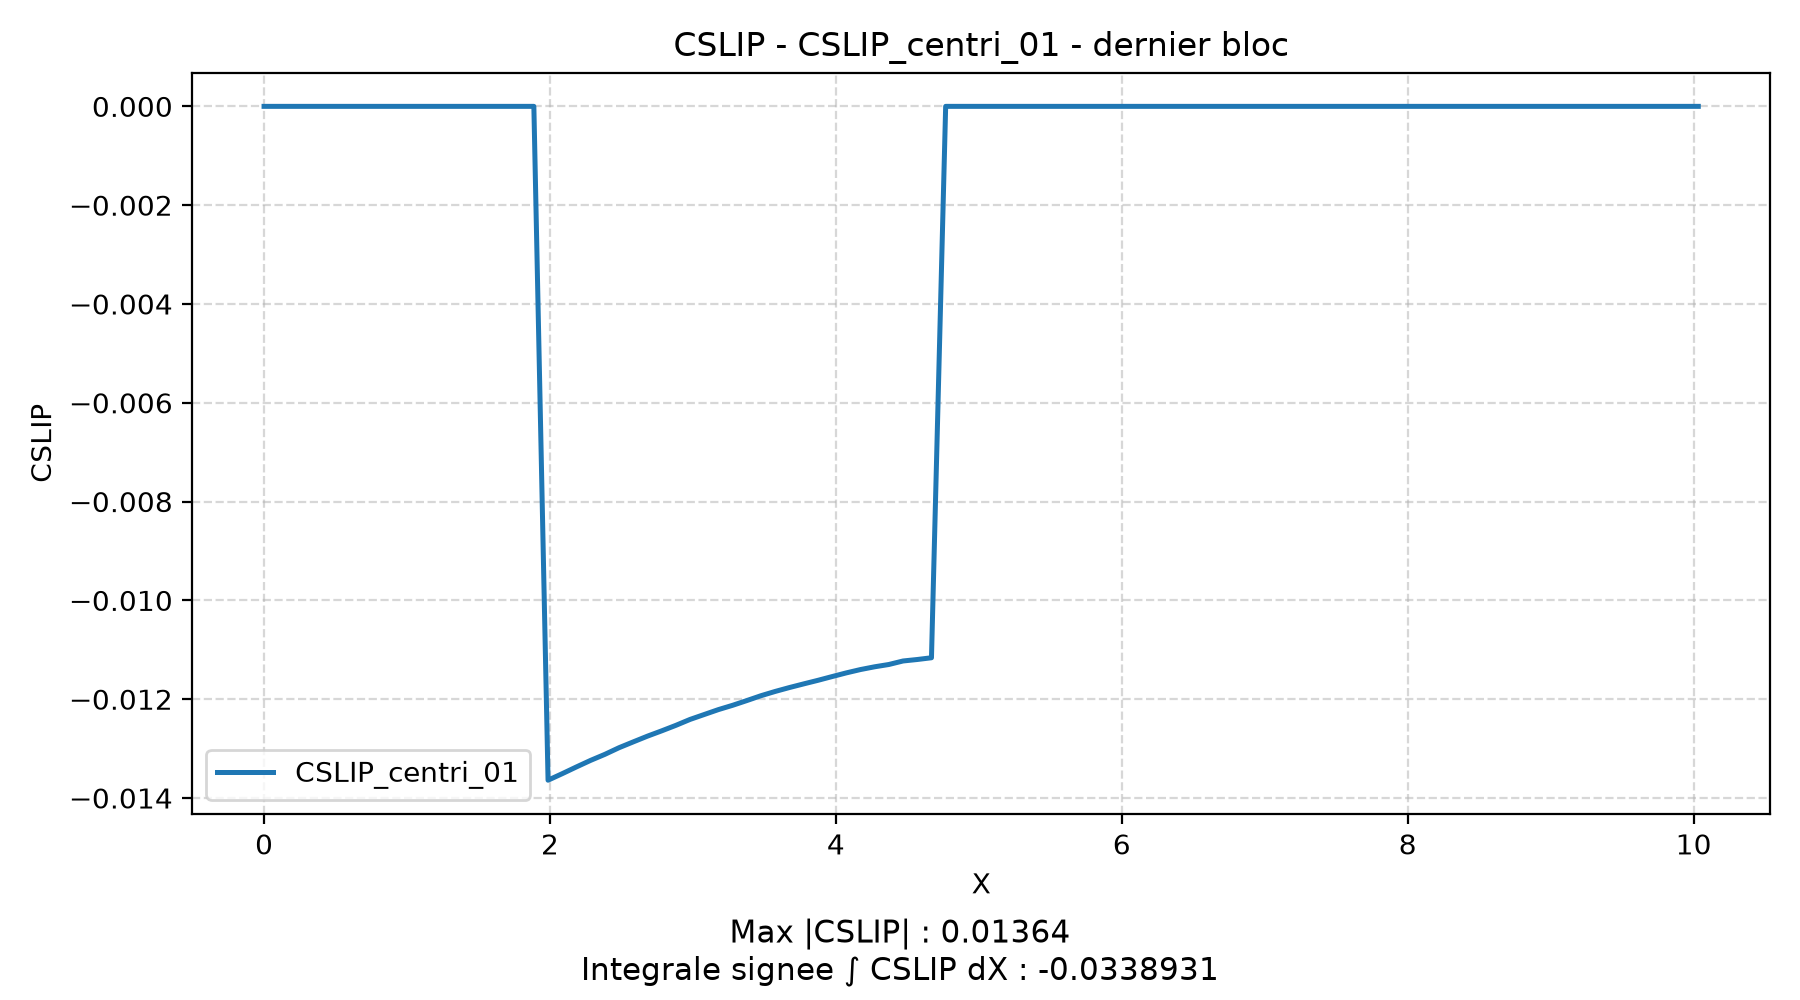 CSLIP - CSLIP_centri_01 - dernier bloc
0.000
−0.002
−0.004
−0.006
−0.008
−0.010
−0.012
−0.014
CSLIP
CSLIP_centri_01
0 2 4 6 8 10
X
Max |CSLIP| : 0.01364
Integrale signee ∫ CSLIP dX : -0.0338931